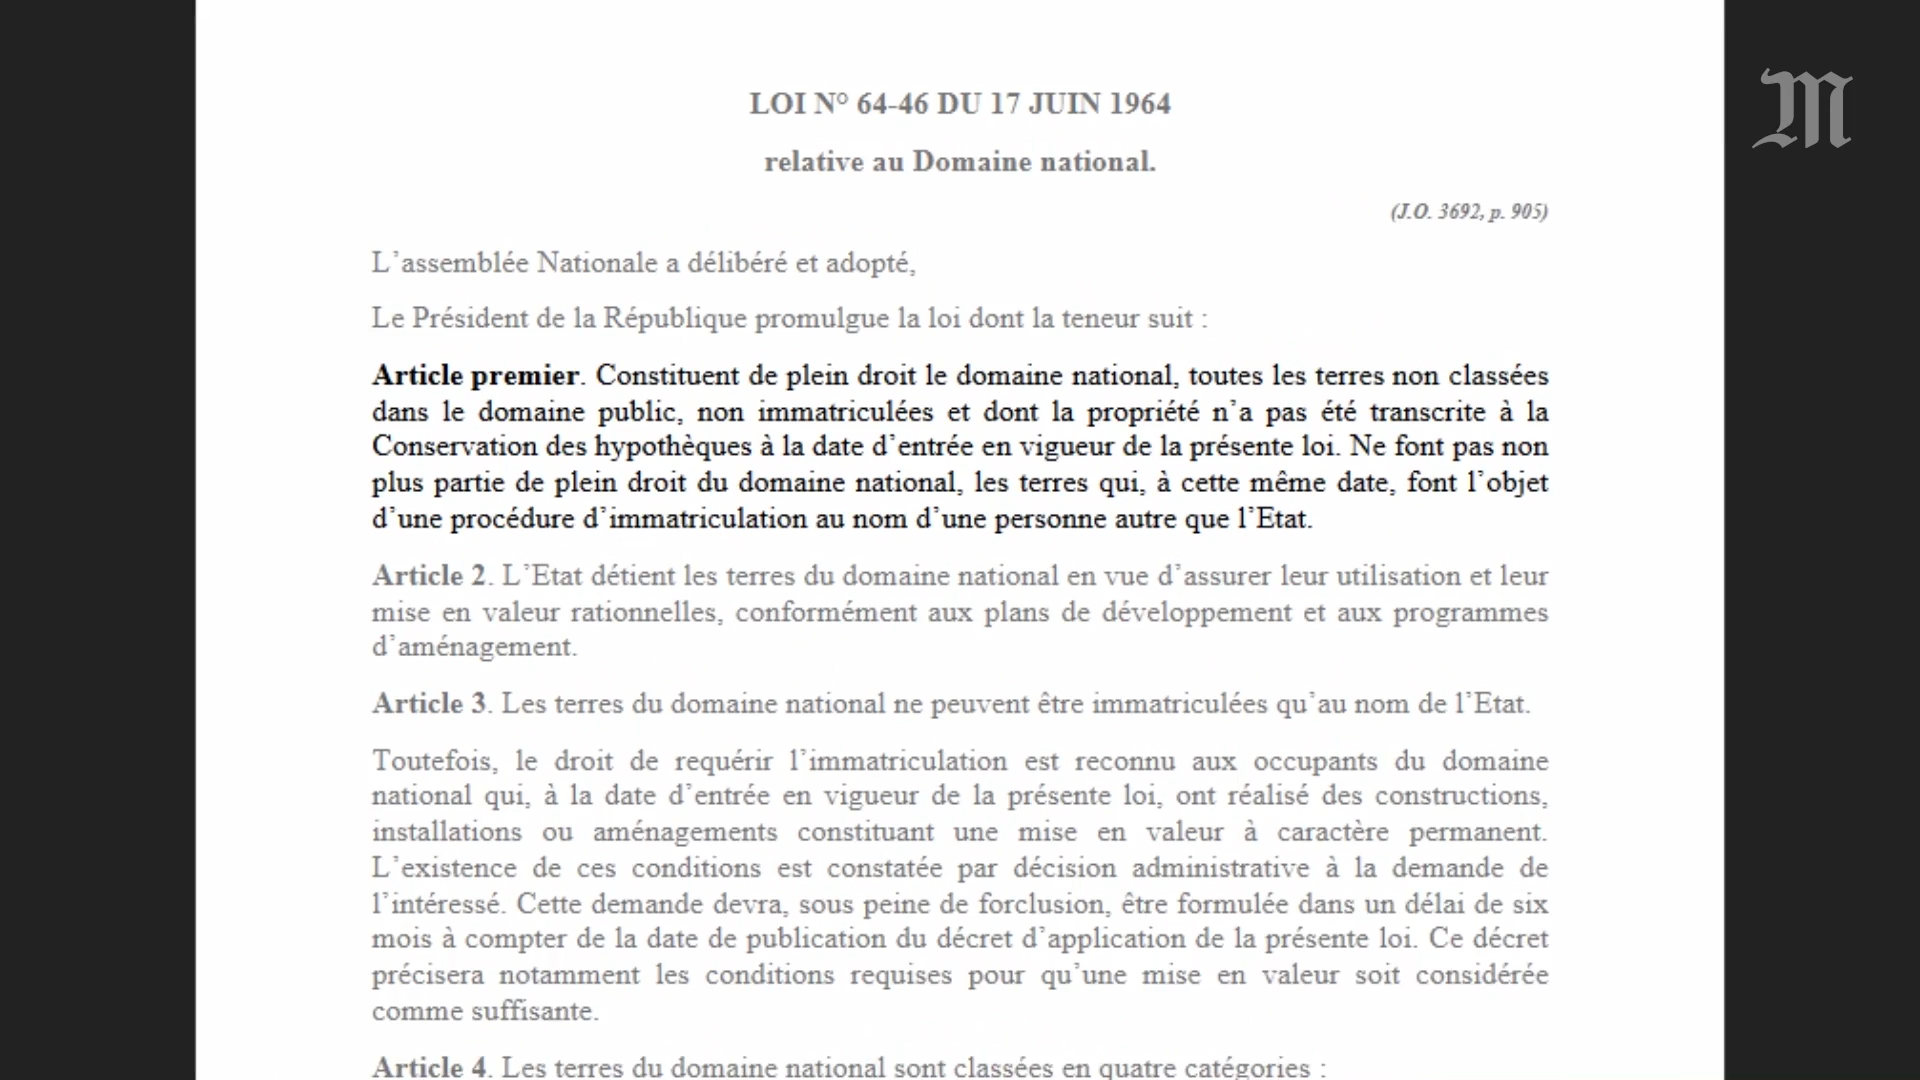 LOI N° 64-46 DU 17 JUIN 1964
relative au Domaine national.
(J.O. 3692, p. 905)
L'assemblée Nationale a délibéré et adopté,
Le Président de la République promulgue la loi dont la teneur suit :
Article premier. Constituent de plein droit le domaine national, toutes les terres non classées
dans le domaine public, non immatriculées et dont la propriété n'a pas été transcrite à la
Conservation des hypothèques à la date d'entrée en vigueur de la présente loi. Ne font pas non
plus partie de plein droit du domaine national, les terres qui, à cette même date, font l'objet
d'une procédure d'immatriculation au nom d'une personne autre que l'Etat.
Article 2. L'Etat détient les terres du domaine national en vue d'assurer leur utilisation et leur
mise en valeur rationnelles, conformément aux plans de développement et aux programmes
d'aménagement.
Article 3. Les terres du domaine national ne peuvent être immatriculées qu'au nom de l'Etat.
Toutefois, le droit de requérir l'immatriculation est reconnu aux occupants du domaine
national qui, à la date d'entrée en vigueur de la présente loi, ont réalisé des constructions,
installations ou aménagements constituant une mise en valeur à caractère permanent.
L'existence de ces conditions est constatée par décision administrative à la demande de
l'intéressé. Cette demande devra, sous peine de forclusion, être formulée dans un délai de six
mois à compter de la date de publication du décret d'application de la présente loi. Ce décret
précisera notamment les conditions requises pour qu'une mise en valeur soit considérée
comme suffisante.
Article 4. Les terres du domaine national sont classées en quatre catégories :
M